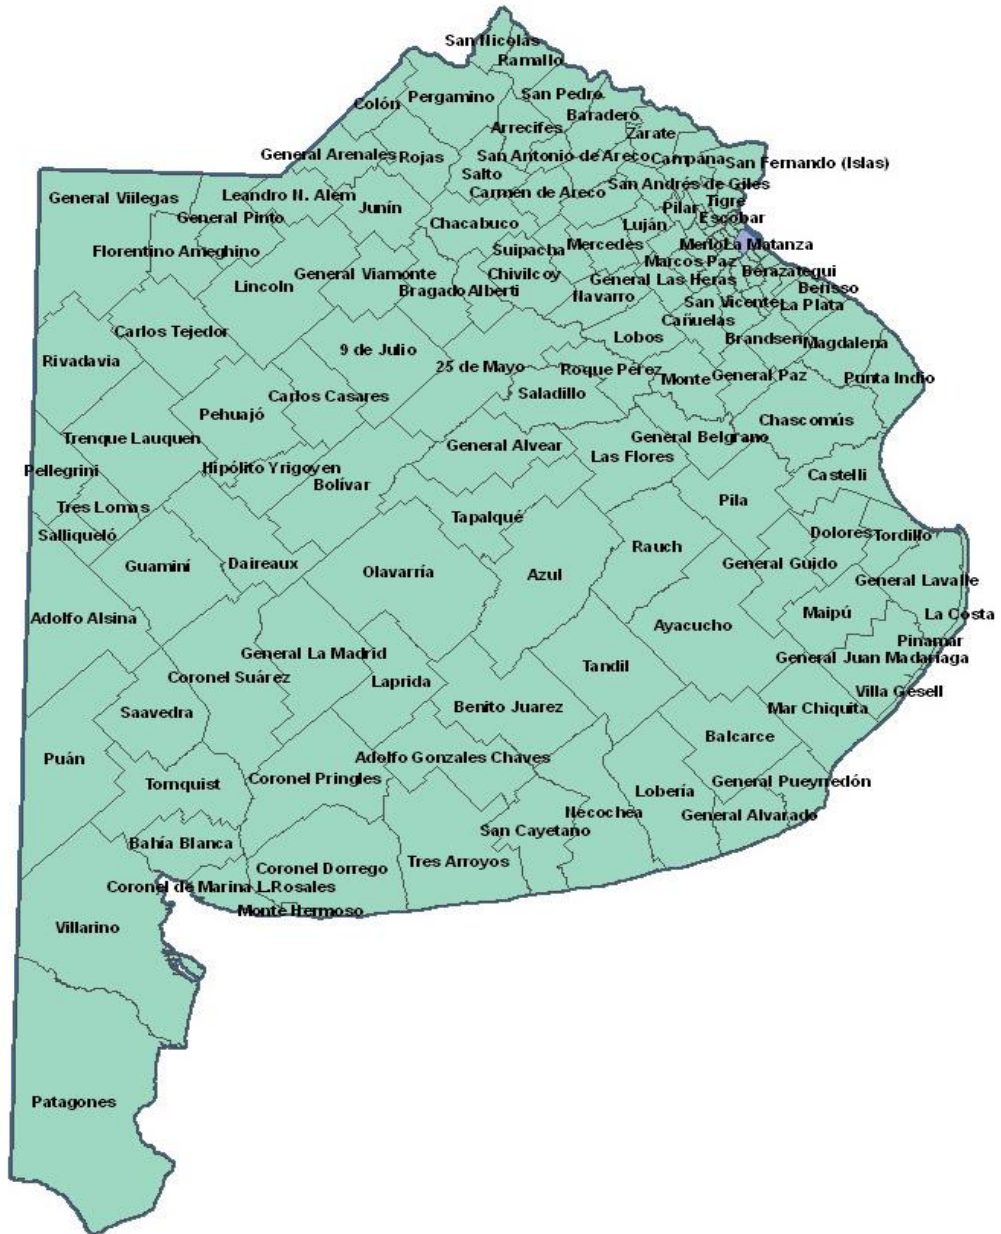 San Nicolás
Ramallo
Colón
Pergamino
San Pedro
Baradero
Arrecifes
Zárate
General Arenales
Rojas
San Antonio de Areco
Campana
San Fernando (Islas)
Salto
General Viilegas
Leandro N. Alem
Carmen de Areco
San Andrés de Giles
Junín
Tigre
Pilar
General Pinto
Chacabuco
Luján
Escobar
Florentino Ameghino
Suipacha
Mercedes
Merlo
La Matanza
Marcos Paz
General Viamonte
Chivilcoy
General Las Heras
Berazategui
Lincoln
Bragado
Alberti
Navarro
Berisso
San Vicente
La Plata
Cañuelas
Carlos Tejedor
Lobos
Brandsen
Magdalena
Rivadavia
9 de Julio
25 de Mayo
Roque Pérez
Monte
General Paz
Punta Indio
Carlos Casares
Saladillo
Pehuajó
Chascomús
Trenque Lauquen
General Alvear
General Belgrano
Las Flores
Pellegrini
Hipólito Yrigoyen
Bolívar
Castelli
Tres Lomas
Pila
Salliqueló
Tapalqué
Dolores
Tordillo
Guaminí
Daireaux
Olavarría
Azul
Rauch
General Guido
General Lavalle
Adolfo Alsina
Ayacucho
Maipú
La Costa
General La Madrid
Pinamar
Coronel Suárez
Laprida
Tandil
General Juan Madariaga
Villa Gesell
Saavedra
Benito Juarez
Mar Chiquita
Puán
Balcarce
Adolfo Gonzales Chaves
Tornquist
Coronel Pringles
Lobería
General Pueyrredón
Necochea
General Alvarado
San Cayetano
Bahía Blanca
Coronel Dorrego
Tres Arroyos
Coronel de Marina L.Rosales
Monte Hermoso
Villarino
Patagones